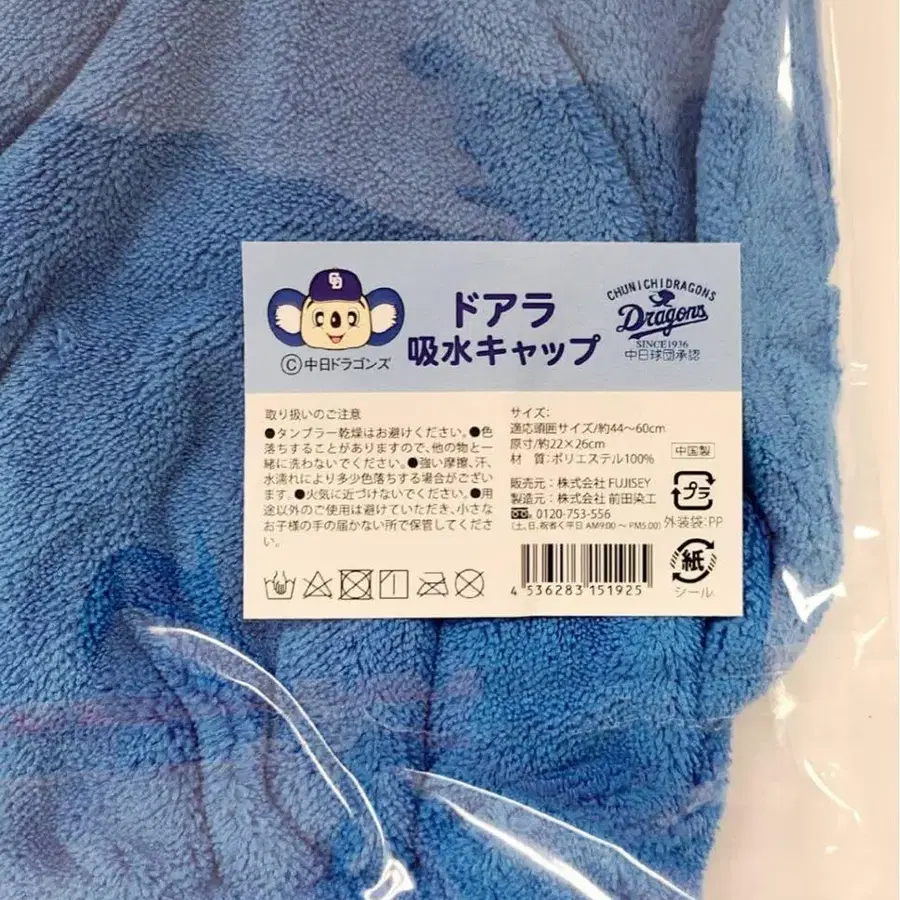 CD
©中日ドラゴンズ
ドアラ
吸水キャップ
CHUNICHI DRAGONS
Dragons
SINCE1936
中日球団承認
取り扱いのご注意
●タンブラー乾燥はお避けください。●色
落ちすることがありますので、他の物と一
緒に洗わないでください。●強い摩擦、汗、
水濡れにより多少色落ちする場合がござい
ます。●火気に近づけないでください。●用
途以外のご使用は避けていただき、小さな
お子様の手の届かない所で保管してくださ
い。
サイズ：
適応頭囲サイズ/約44～60cm
原寸/約22×26cm
材 質：ポリエステル100%
販売元：株式会社 FUJISEY
製造元：株式会社 前田染工
0120-753-556
(土、日、祝省く平日 AM9:00 ～ PM5:00)
中国製
プラ
外装袋：PP
紙
シール
4 536283 151925